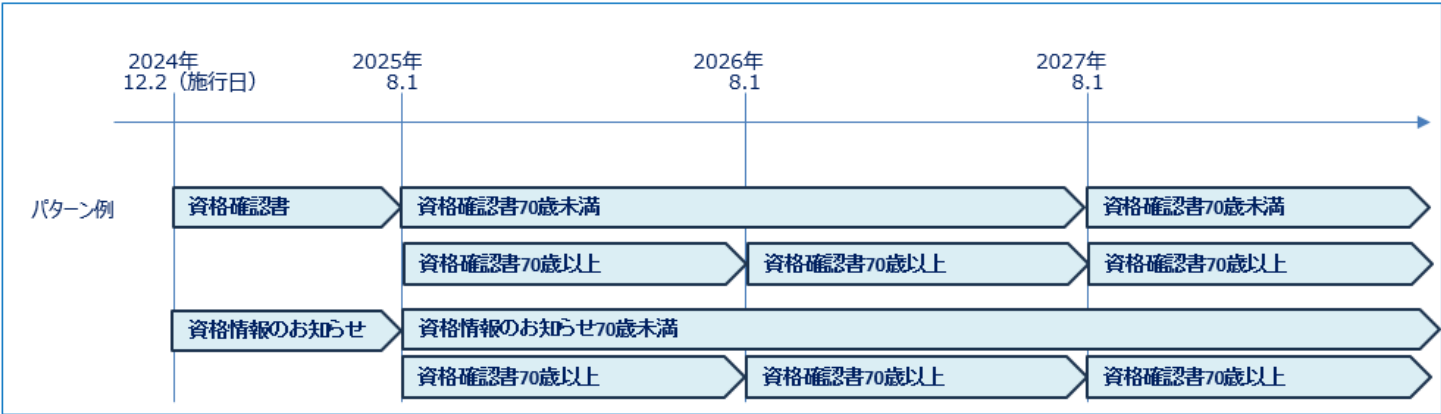 2024年
12.2（施行日）
2025年
8.1
2026年
8.1
2027年
8.1
パターン例
資格確認書
資格確認書70歳未満
資格確認書70歳未満
資格確認書70歳以上
資格確認書70歳以上
資格確認書70歳以上
資格情報のお知らせ
資格情報のお知らせ70歳未満
資格確認書70歳以上
資格確認書70歳以上
資格確認書70歳以上